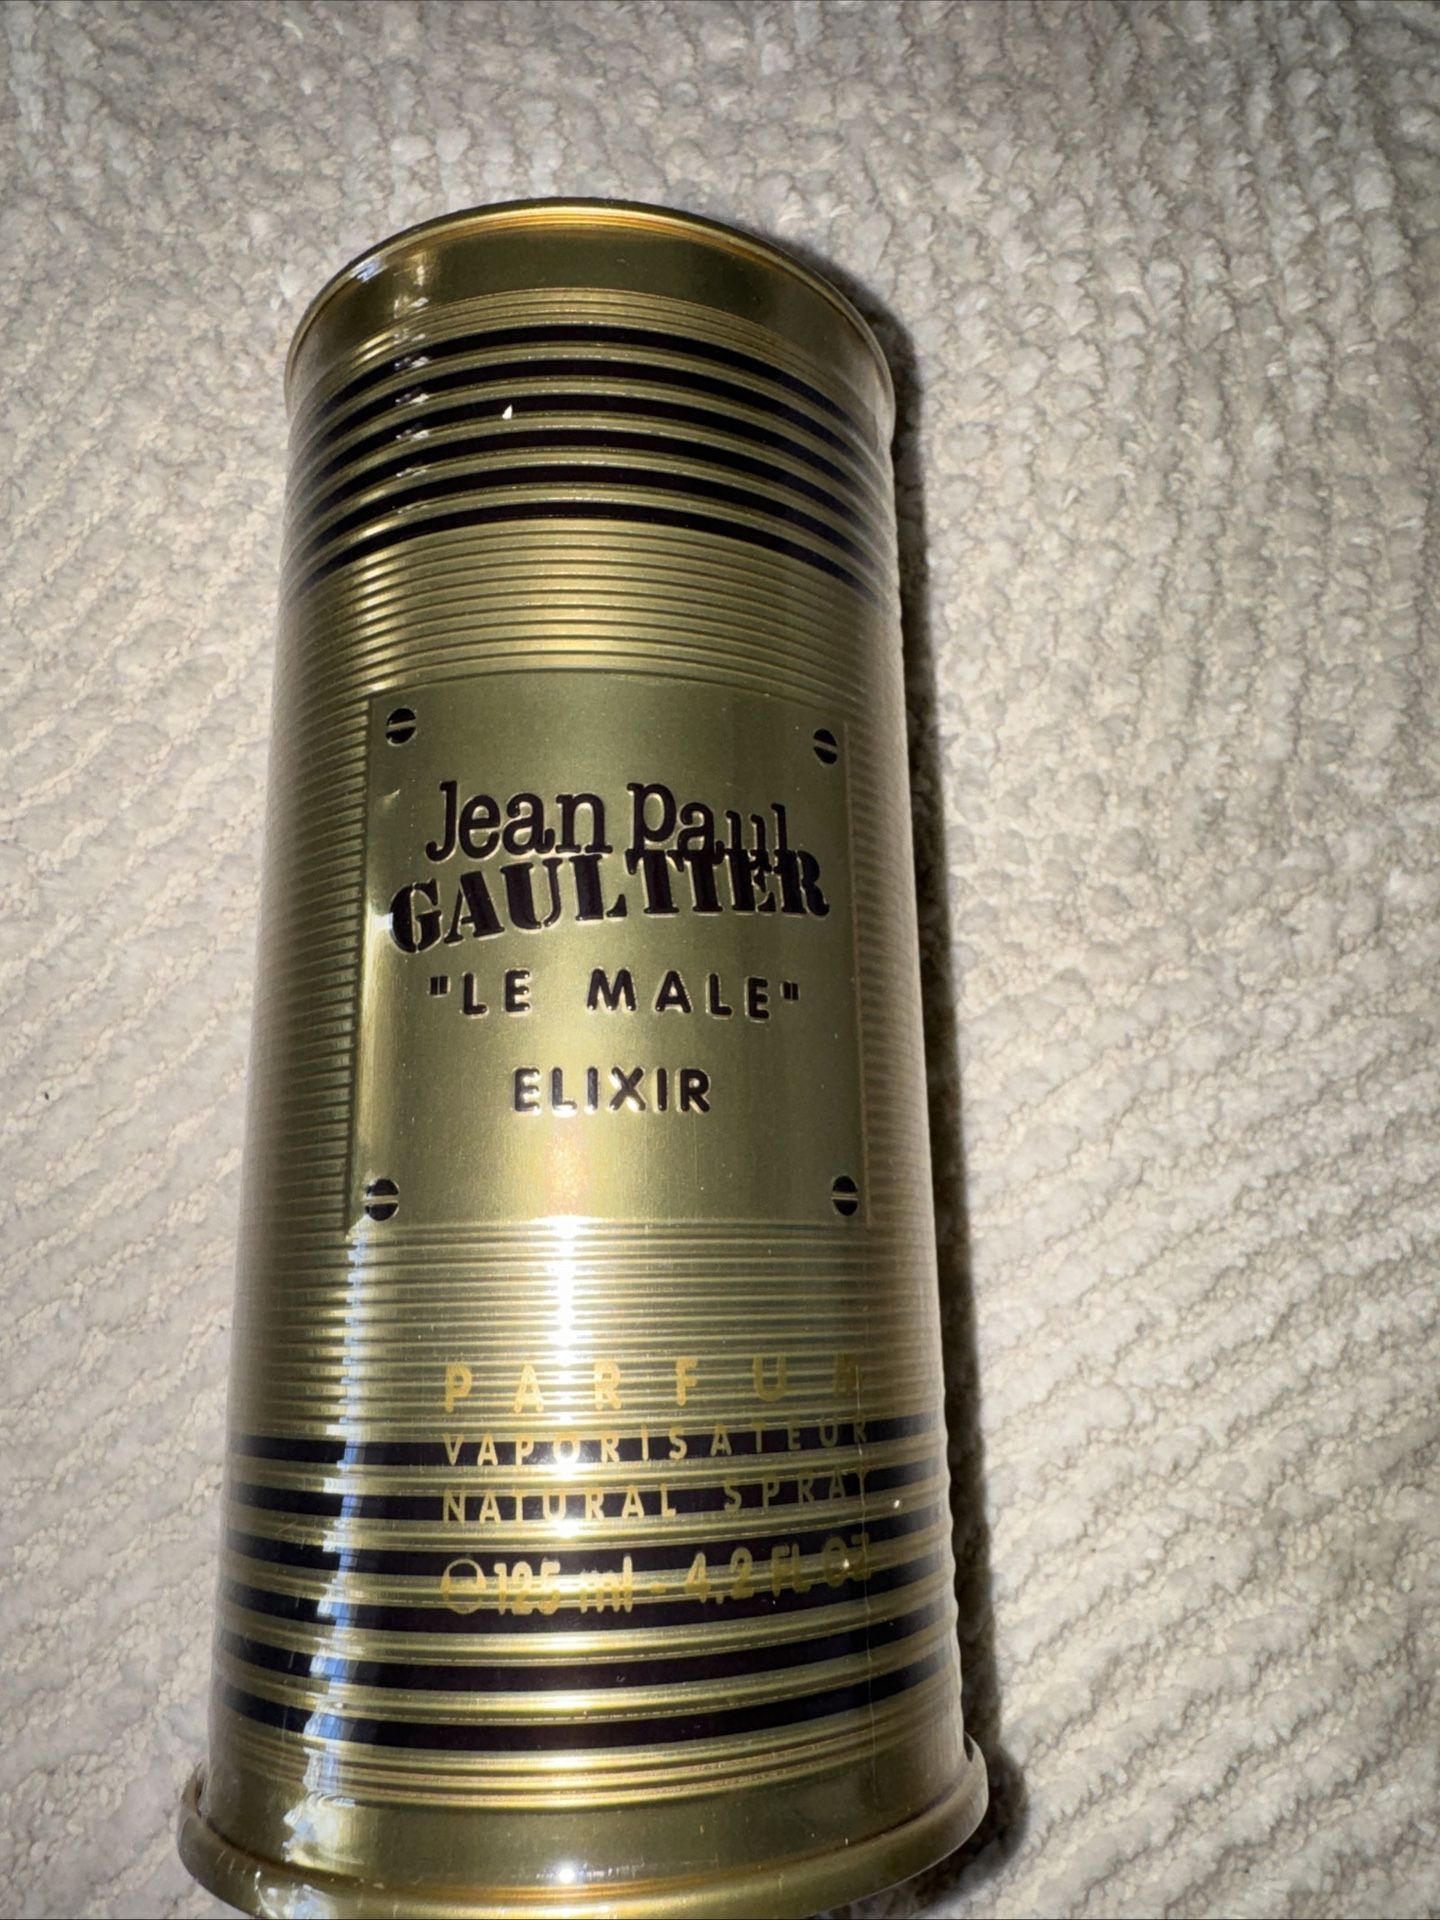 Jean Paul
GAULTIER
"LE MALE"
ELIXIR
PARFUM
VAPORISATEUR
NATURAL SPRAY
℮ 125 ml - 4.2 FL OZ